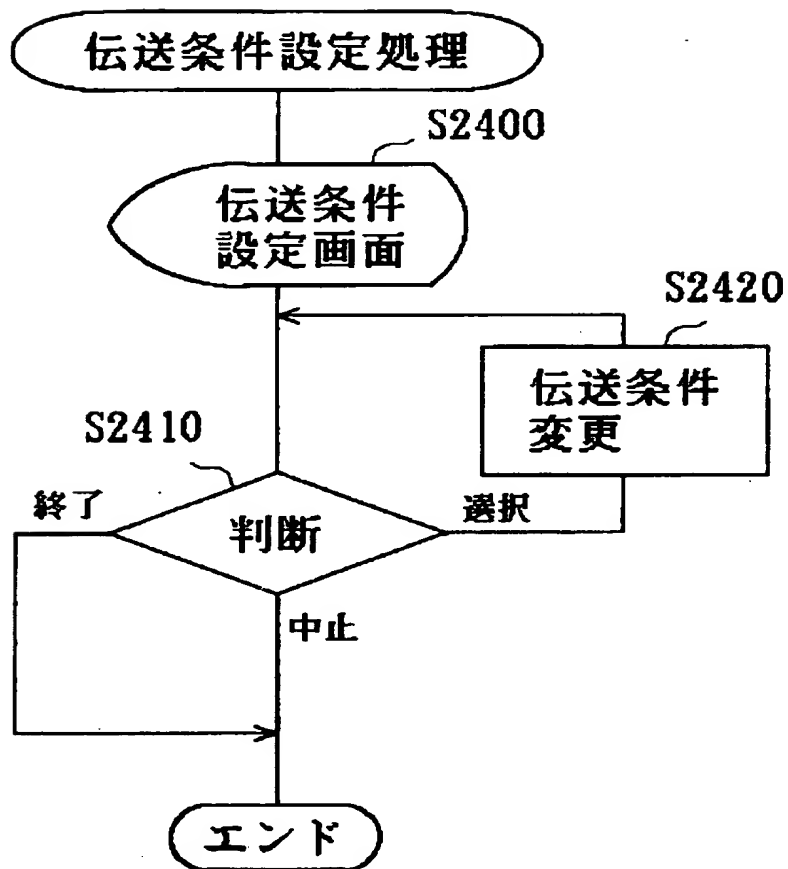 伝送条件設定処理
S2400
伝送条件
設定画面
S2420
伝送条件
変更
S2410
終了
判断
選択
中止
エンド